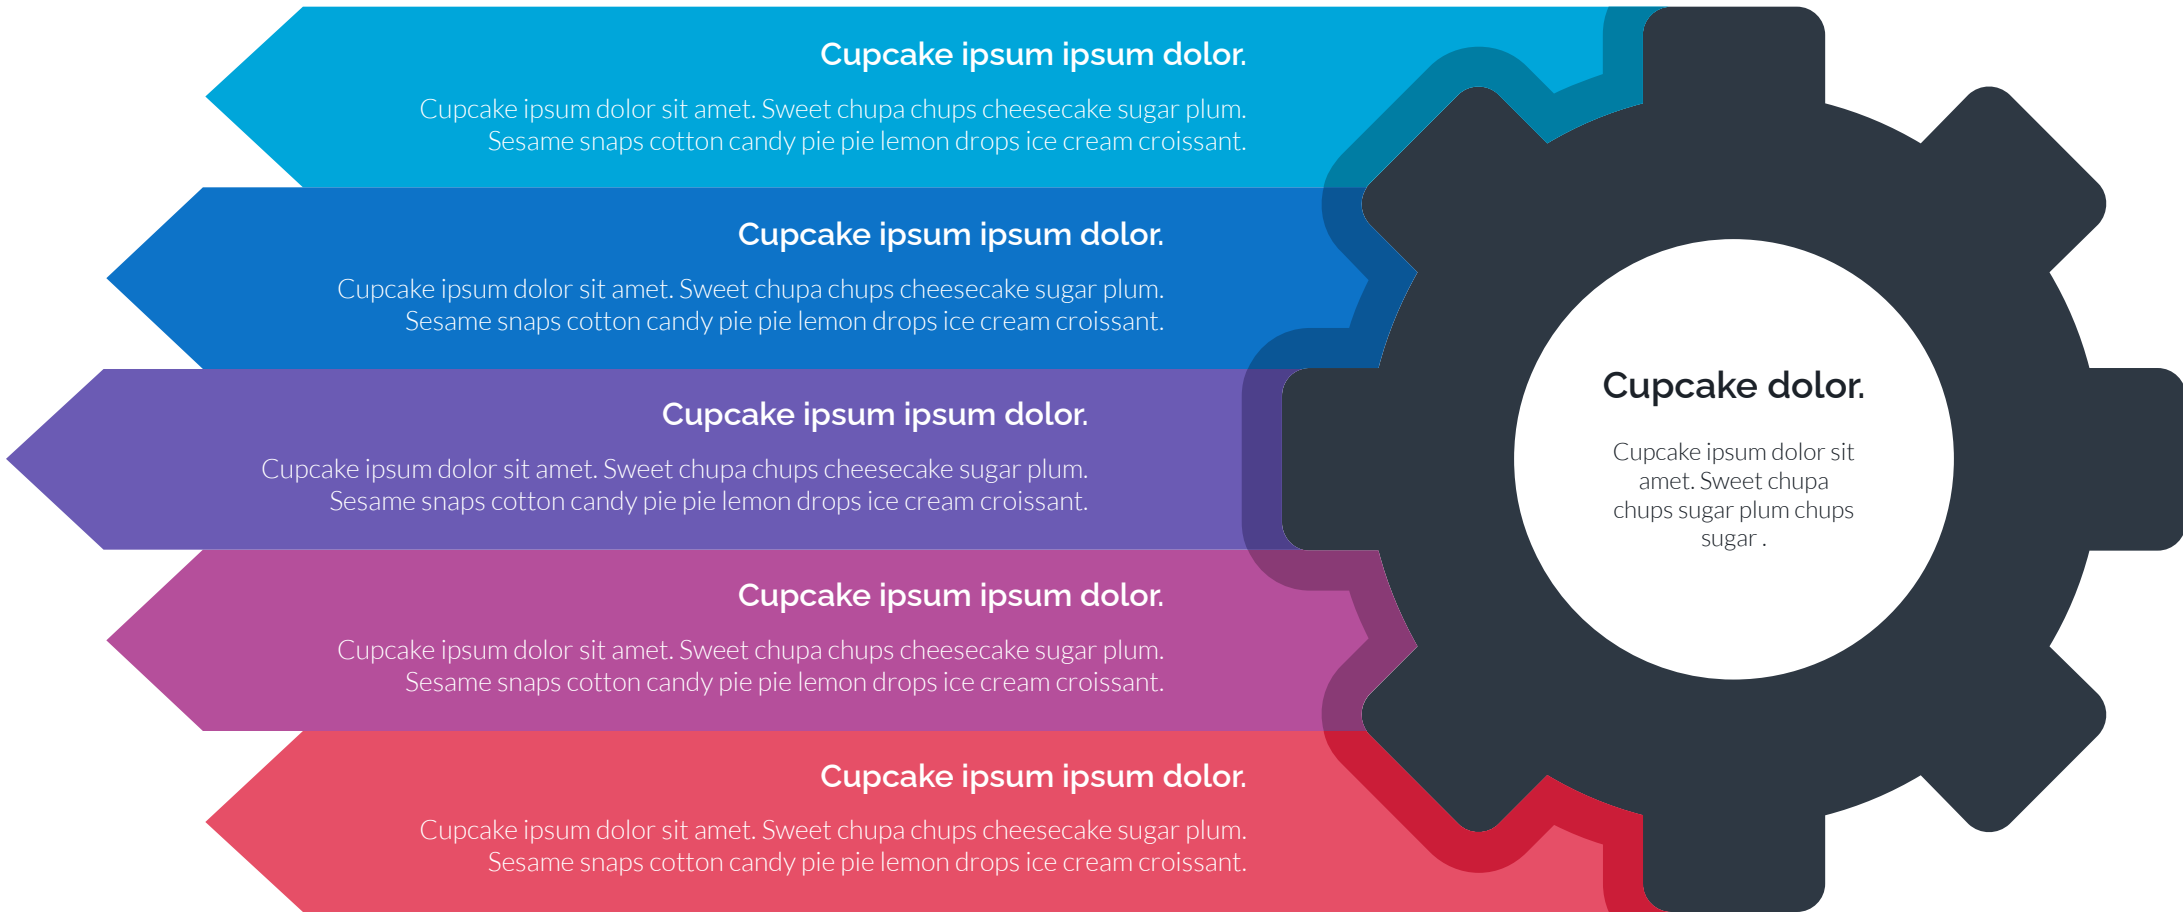 Cupcake ipsum ipsum dolor.
Cupcake ipsum dolor sit amet. Sweet chupa chups cheesecake sugar plum.
Sesame snaps cotton candy pie pie lemon drops ice cream croissant.
Cupcake ipsum ipsum dolor.
Cupcake ipsum dolor sit amet. Sweet chupa chups cheesecake sugar plum.
Sesame snaps cotton candy pie pie lemon drops ice cream croissant.
Cupcake ipsum ipsum dolor.
Cupcake ipsum dolor sit amet. Sweet chupa chups cheesecake sugar plum.
Sesame snaps cotton candy pie pie lemon drops ice cream croissant.
Cupcake ipsum ipsum dolor.
Cupcake ipsum dolor sit amet. Sweet chupa chups cheesecake sugar plum.
Sesame snaps cotton candy pie pie lemon drops ice cream croissant.
Cupcake ipsum ipsum dolor.
Cupcake ipsum dolor sit amet. Sweet chupa chups cheesecake sugar plum.
Sesame snaps cotton candy pie pie lemon drops ice cream croissant.
Cupcake dolor.
Cupcake ipsum dolor sit
amet. Sweet chupa
chups sugar plum chups
sugar .